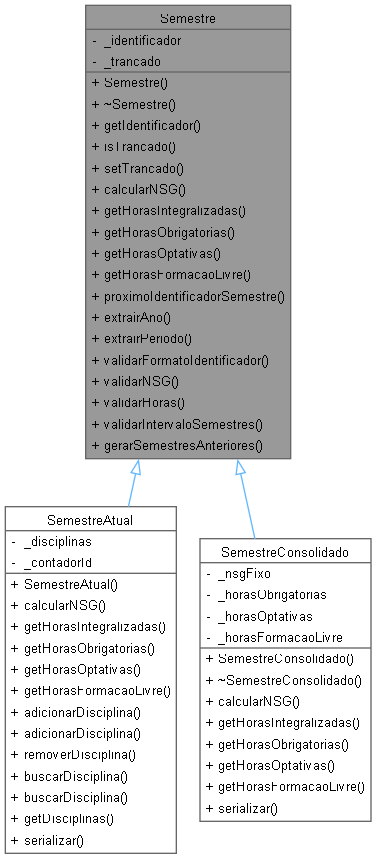 Semestre
- _identificador
- _trancado
+ Semestre()
+ ~Semestre()
+ getIdentificador()
+ isTrancado()
+ setTrancado()
+ calcularNSG()
+ getHorasIntegralizadas()
+ getHorasObrigatorias()
+ getHorasOptativas()
+ getHorasFormacaoLivre()
+ proximoIdentificadorSemestre()
+ extrairAno()
+ extrairPeriodo()
+ validarFormatoIdentificador()
+ validarNSG()
+ validarHoras()
+ validarIntervaloSemestres()
+ gerarSemestresAnteriores()
SemestreAtual
- _disciplinas
- _contadorId
+ SemestreAtual()
+ calcularNSG()
+ getHorasIntegralizadas()
+ getHorasObrigatorias()
+ getHorasOptativas()
+ getHorasFormacaoLivre()
+ adicionarDisciplina()
+ adicionarDisciplina()
+ removerDisciplina()
+ buscarDisciplina()
+ buscarDisciplina()
+ getDisciplinas()
+ serializar()
SemestreConsolidado
- _nsgFixo
- _horasObrigatorias
- _horasOptativas
- _horasFormacaoLivre
+ SemestreConsolidado()
+ ~SemestreConsolidado()
+ calcularNSG()
+ getHorasIntegralizadas()
+ getHorasObrigatorias()
+ getHorasOptativas()
+ getHorasFormacaoLivre()
+ serializar()